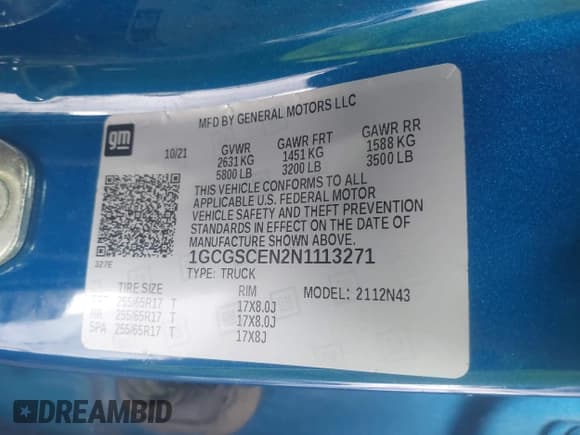 MFD BY GENERAL MOTORS LLC
gm
10/21
GVWR GAWR FRT GAWR RR
2631 KG 1451 KG 1588 KG
5800 LB 3200 LB 3500 LB
THIS VEHICLE CONFORMS TO ALL
APPLICABLE U.S. FEDERAL MOTOR
VEHICLE SAFETY AND THEFT PREVENTION
STANDARDS IN EFFECT ON THE DATE OF
MANUFACTURE SHOWN ABOVE.
327E
1GCGSCEN2N1113271
TYPE: TRUCK
TIRE SIZE RIM MODEL: 2112N43
255/65R17 T 17X8.0J
RR 255/65R17 T 17X8.0J
SPA 255/65R17 T 17X8J
DREAMBID